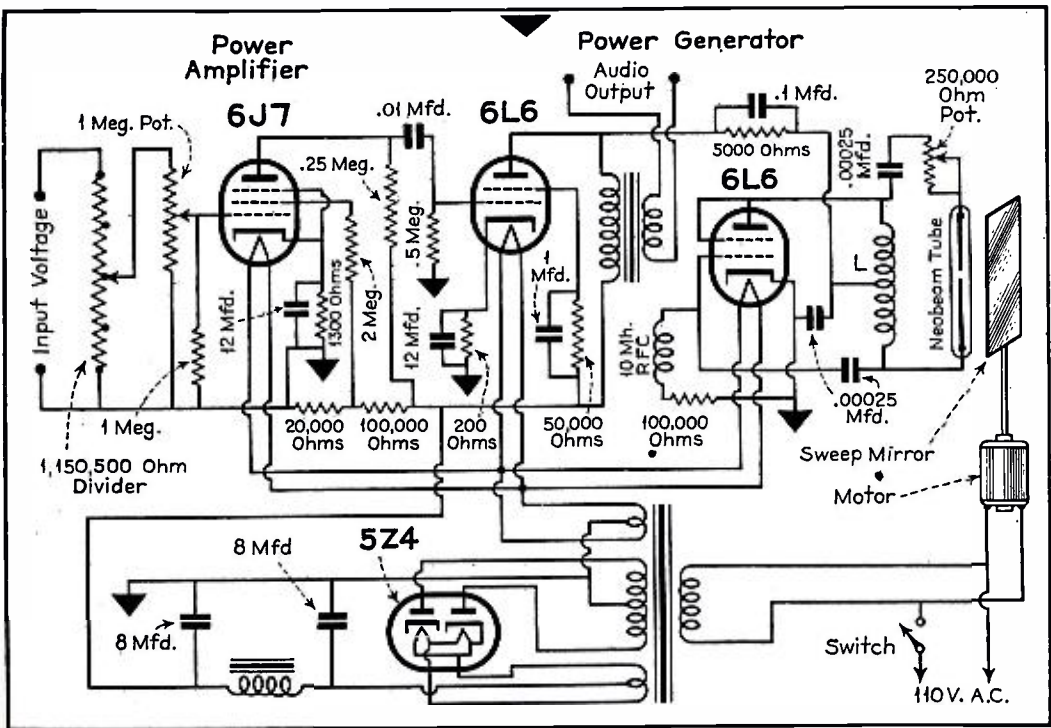 Power
Amplifier
Power Generator
Audio
Output
250,000
Ohm
Pot.
1 Meg. Pot.
6J7
.01 Mfd.
6L6
.1 Mfd.
5000 Ohms
.00025
Mfd.
.25 Meg.
6L6
.5 Meg.
Input Voltage
12 Mfd.
1300 Ohms
2 Meg.
12 Mfd.
1
Mfd.
10 Mh.
RFC
L
Neobeam Tube
.00025
Mfd.
1 Meg.
20,000
Ohms
100,000
Ohms
200
Ohms
50,000
Ohms
100,000
Ohms
1,150,500 Ohm
Divider
Sweep Mirror
Motor
8 Mfd
5Z4
8 Mfd.
Switch
110 V. A.C.